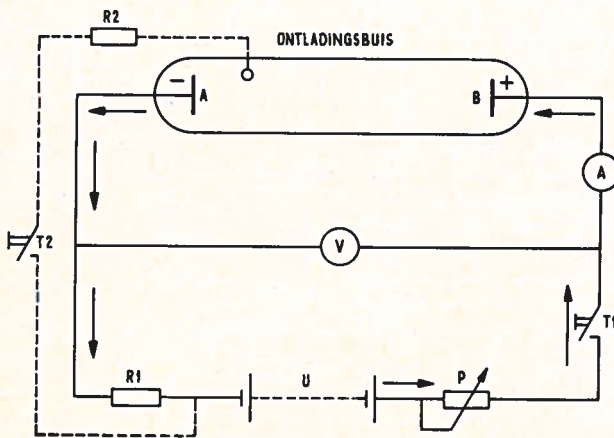 R2
ONTLADINGSBUIS
− A
B +
A
T2
V
T1
R1
U
P